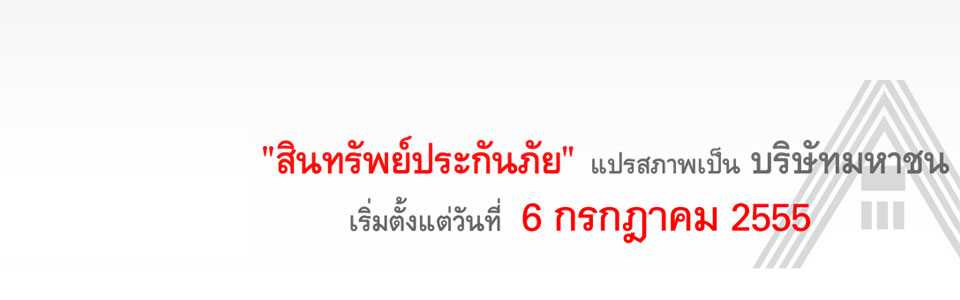 "สินทรัพย์ประกันภัย" แปรสภาพเป็น บริษัทมหาชน
เริ่มตั้งแต่วันที่ 6 กรกฎาคม 2555